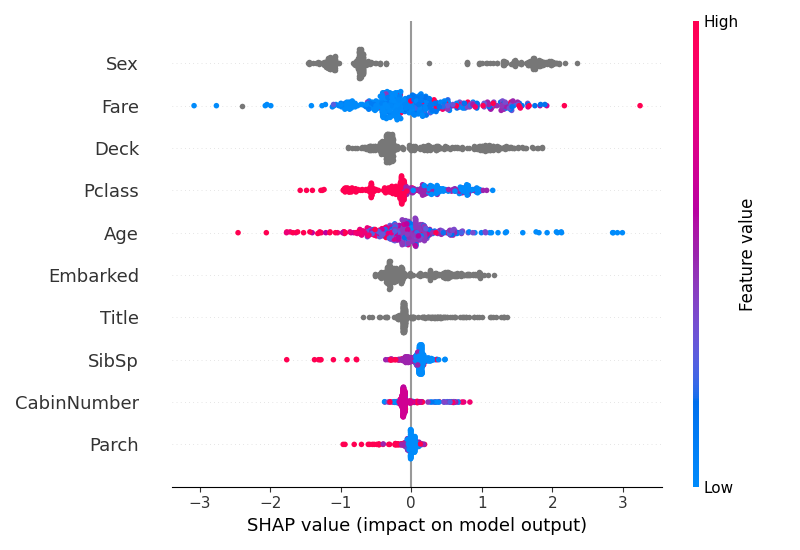 High
Sex
Fare
Deck
Pclass
Age
Embarked
Title
SibSp
CabinNumber
Parch
Feature value
Low
−3 −2 −1 0 1 2 3
SHAP value (impact on model output)